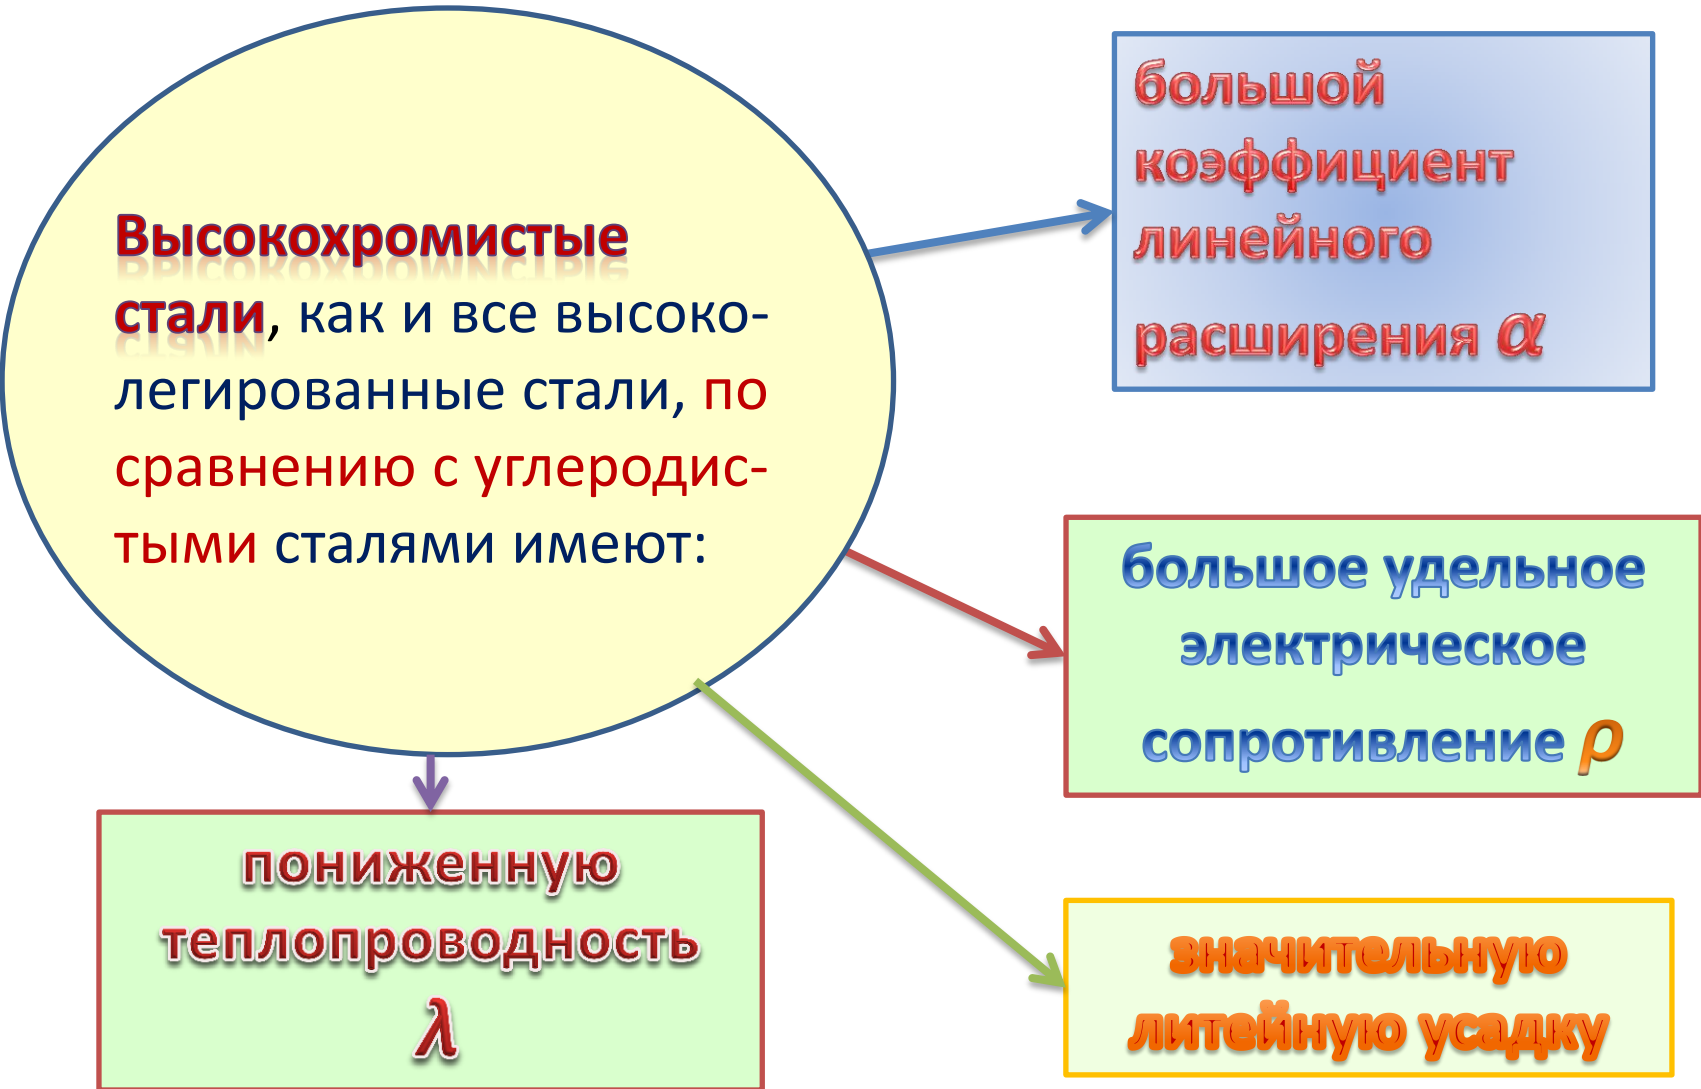 Высокохромистые
стали, как и все высоко-
легированные стали, по
сравнению с углеродис-
тыми сталями имеют:
большой
коэффициент
линейного
расширения α
большое удельное
электрическое
сопротивление ρ
значительную
литейную усадку
пониженную
теплопроводность
λ